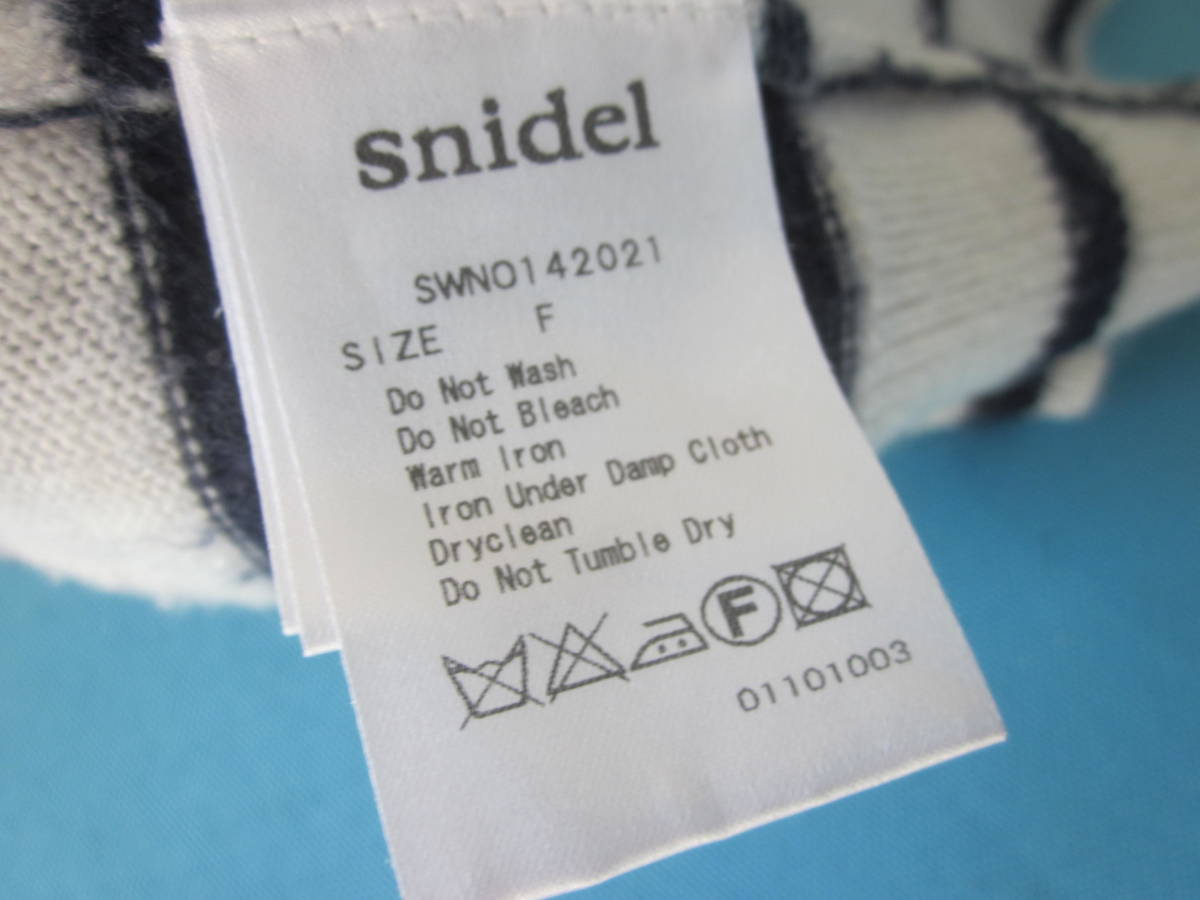 snidel
SWNO142021
SIZE F
Do Not Wash
Do Not Bleach
Warm Iron
Iron Under Damp Cloth
Dryclean
Do Not Tumble Dry
F
01101003